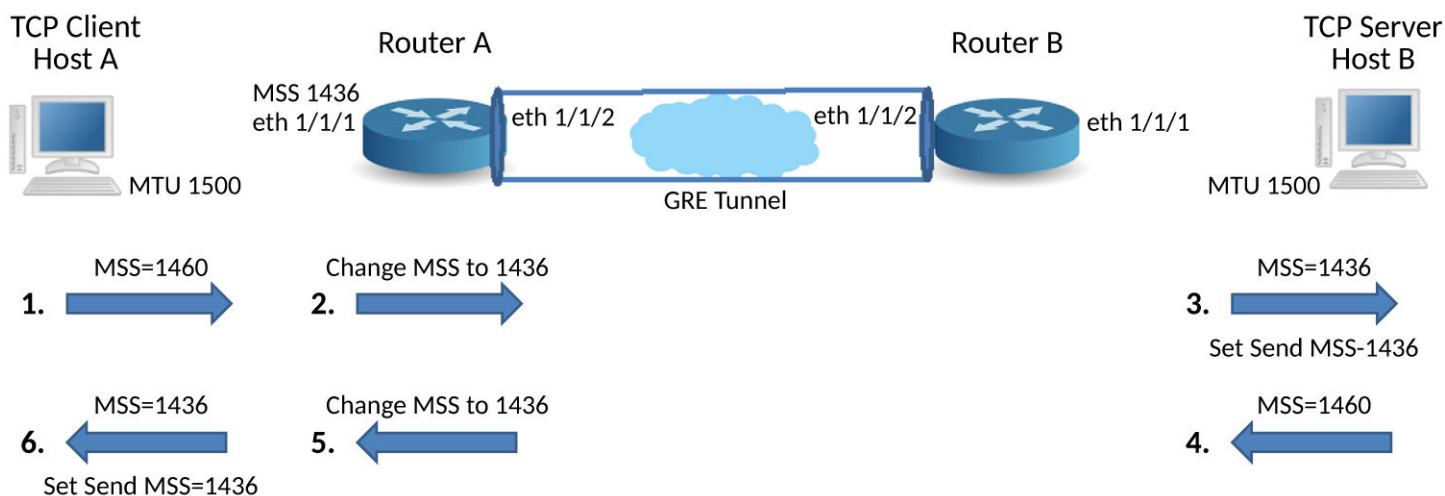 TCP Client
Host A
Router A
Router B
TCP Server
Host B
MSS 1436
eth 1/1/1
eth 1/1/2
eth 1/1/2
eth 1/1/1
MTU 1500
GRE Tunnel
MTU 1500
MSS=1460
1.
Change MSS to 1436
2.
MSS=1436
3.
Set Send MSS-1436
MSS=1436
6.
Set Send MSS=1436
Change MSS to 1436
5.
MSS=1460
4.